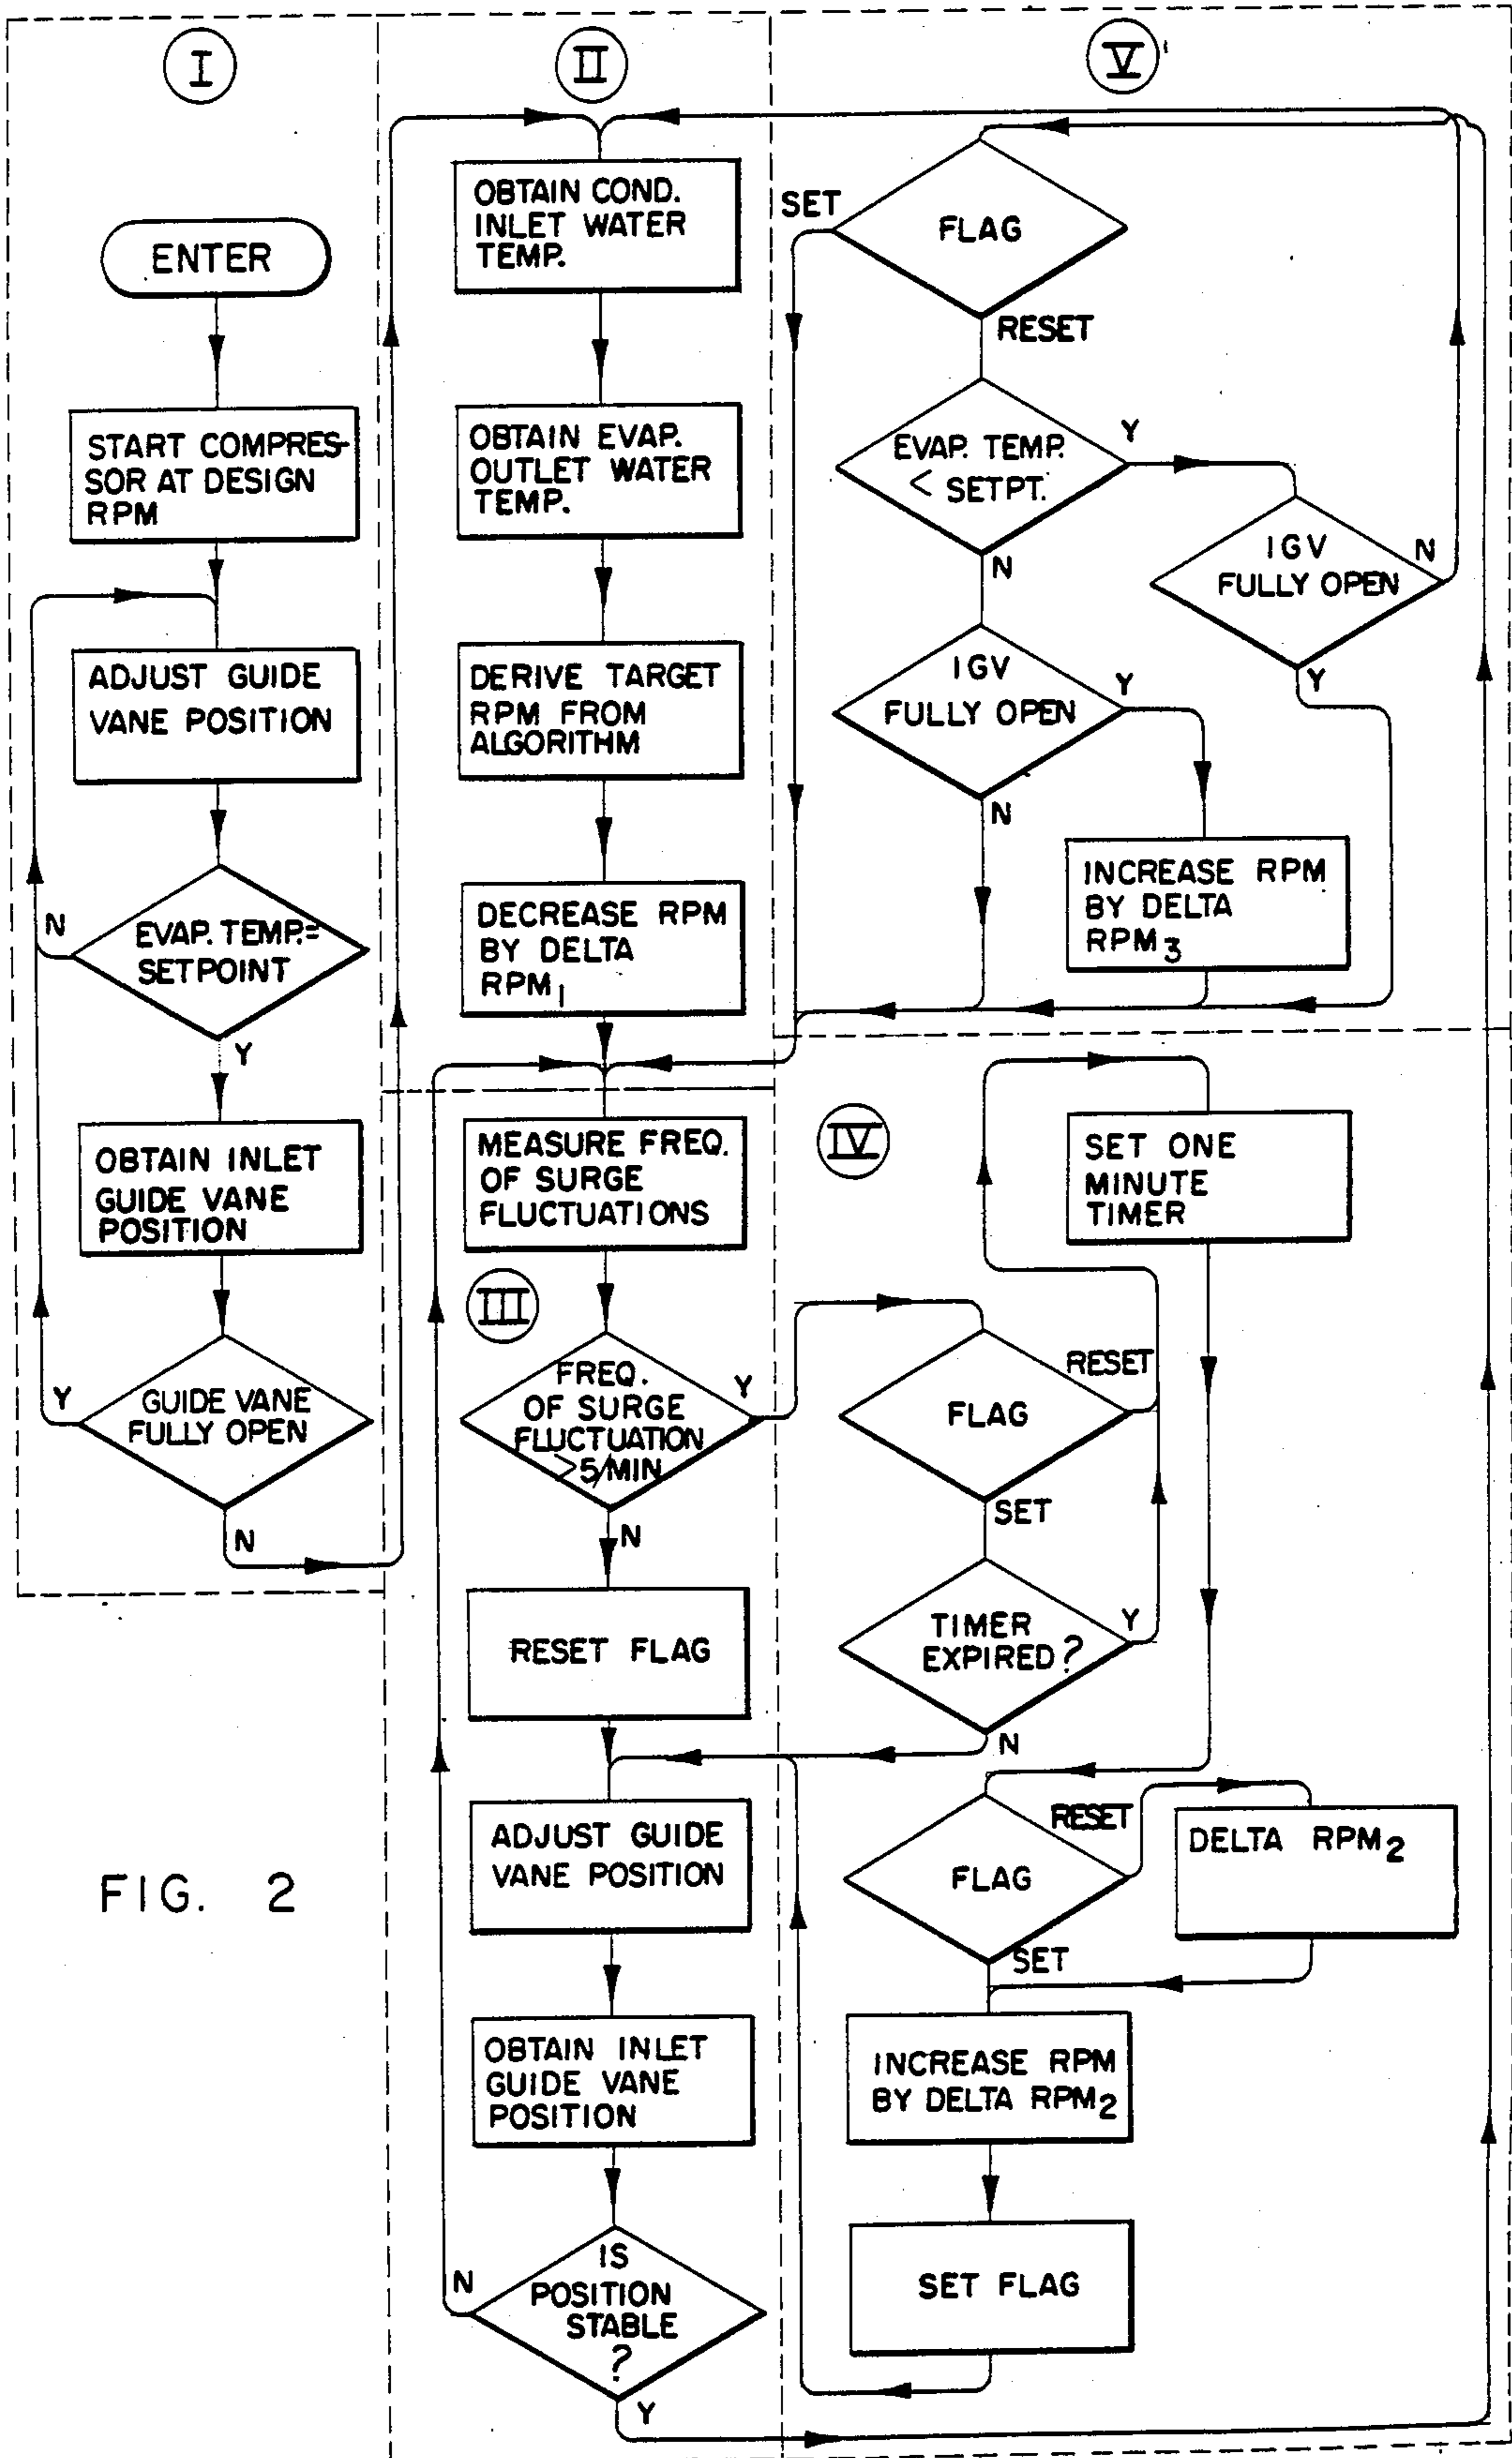 I
ENTER
START COMPRES-
SOR AT DESIGN
RPM
ADJUST GUIDE
VANE POSITION
N
EVAP. TEMP.=
SETPOINT
Y
OBTAIN INLET
GUIDE VANE
POSITION
Y
GUIDE VANE
FULLY OPEN
N
FIG. 2
II
OBTAIN COND.
INLET WATER
TEMP.
OBTAIN EVAP.
OUTLET WATER
TEMP.
DERIVE TARGET
RPM FROM
ALGORITHM
DECREASE RPM
BY DELTA
RPM1
MEASURE FREQ.
OF SURGE
FLUCTUATIONS
III
FREQ.
OF SURGE
FLUCTUATION
>5/MIN
Y
N
RESET FLAG
ADJUST GUIDE
VANE POSITION
OBTAIN INLET
GUIDE VANE
POSITION
N
IS
POSITION
STABLE
?
Y
V
SET
FLAG
RESET
EVAP. TEMP.
< SETPT.
Y
N
IGV
FULLY OPEN
N
Y
IGV
FULLY OPEN
Y
N
INCREASE RPM
BY DELTA
RPM3
IV
SET ONE
MINUTE
TIMER
RESET
FLAG
SET
TIMER
EXPIRED?
Y
N
RESET
FLAG
SET
DELTA RPM2
INCREASE RPM
BY DELTA RPM2
SET FLAG